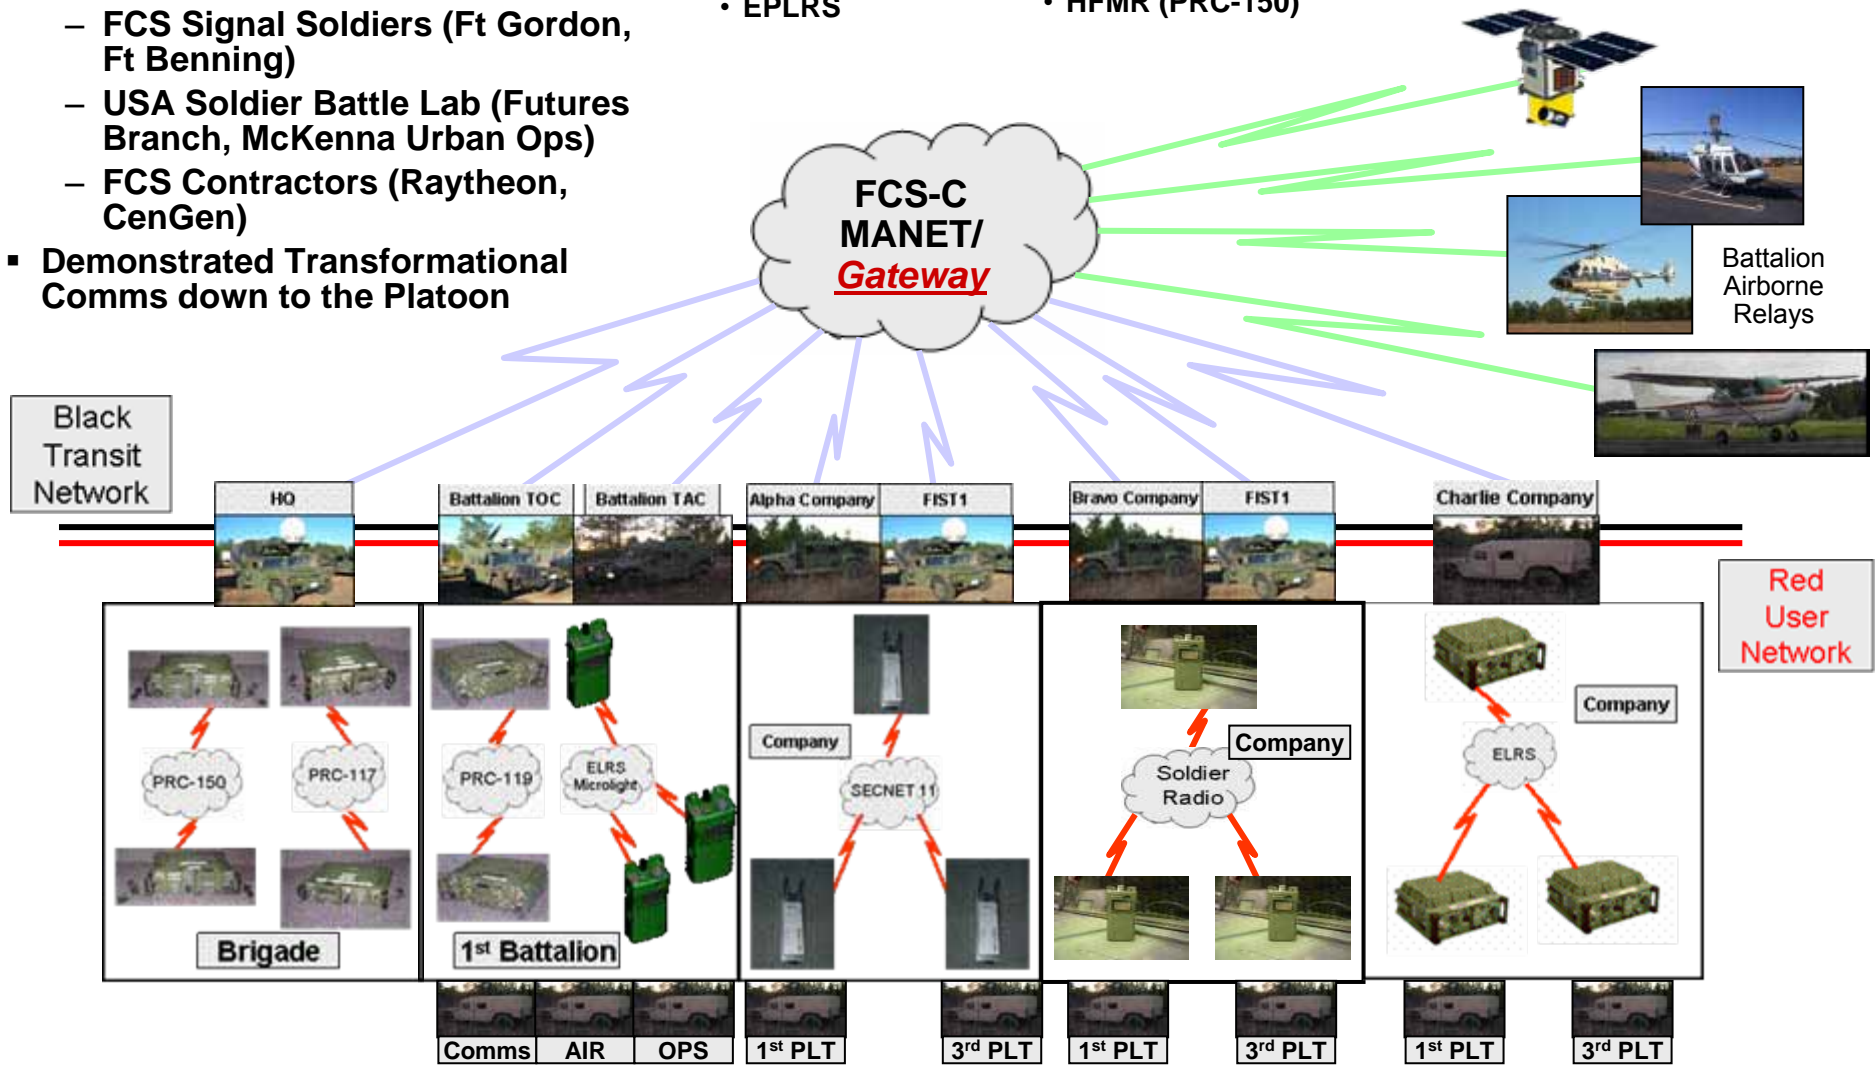 • EPLRS
• HFMR (PRC-150)
– FCS Signal Soldiers (Ft Gordon,
Ft Benning)
– USA Soldier Battle Lab (Futures
Branch, McKenna Urban Ops)
– FCS Contractors (Raytheon,
CenGen)
▪ Demonstrated Transformational
Comms down to the Platoon
FCS-C
MANET/
Gateway
Battalion
Airborne
Relays
Black
Transit
Network
HQ
Battalion TOC
Battalion TAC
Alpha Company
FIST1
Bravo Company
FIST1
Charlie Company
Red
User
Network
PRC-150
PRC-117
Brigade
PRC-119
ELRS
Microlight
1st Battalion
Company
SECNET 11
Company
Soldier
Radio
Company
ELRS
Comms
AIR
OPS
1st PLT
3rd PLT
1st PLT
3rd PLT
1st PLT
3rd PLT